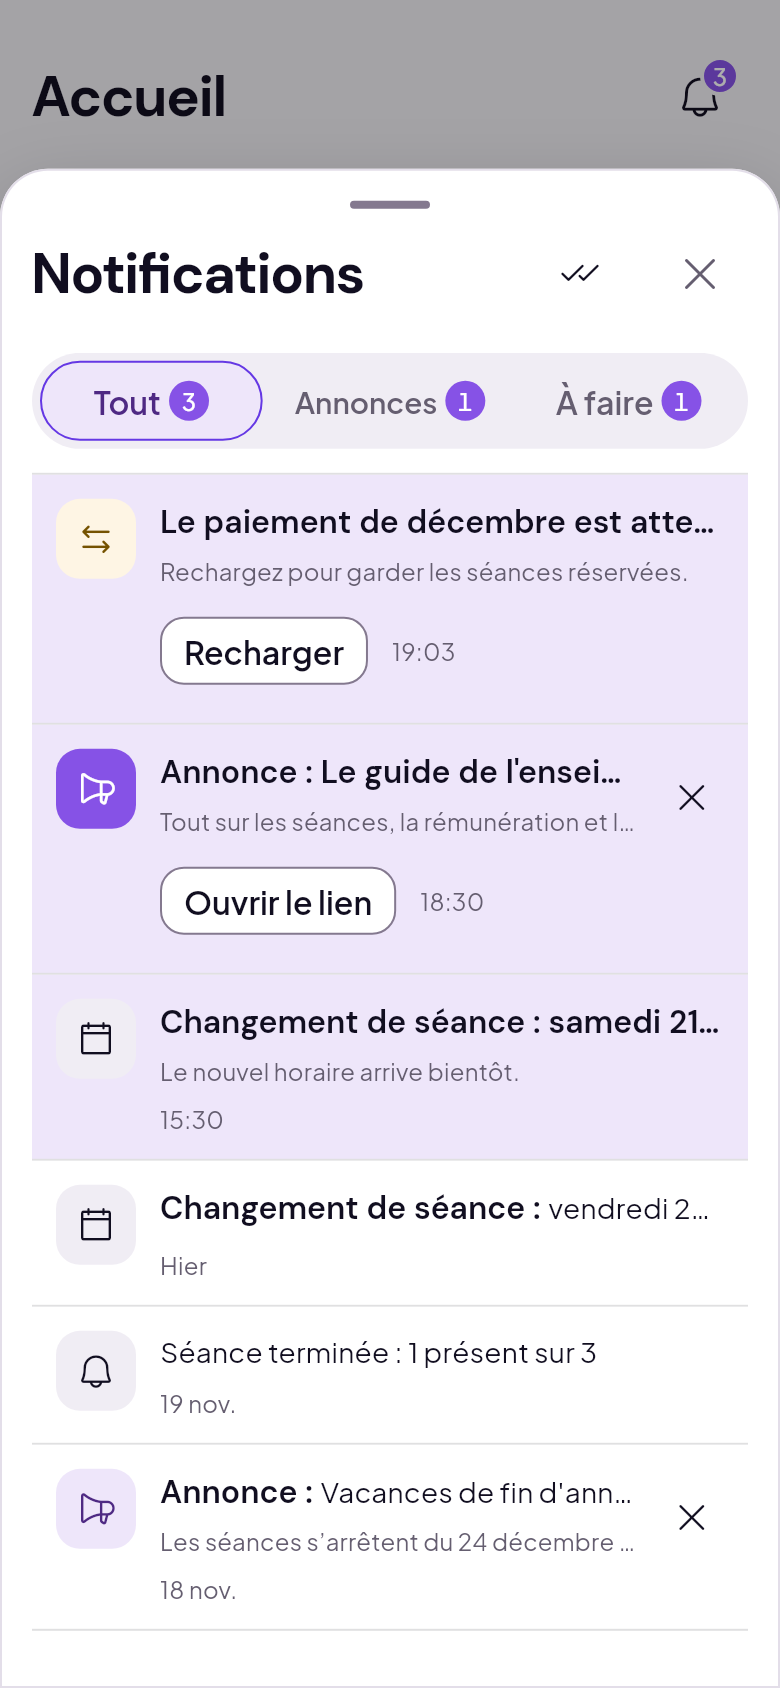 Accueil
3
Notifications
Tout 3
Annonces 1
À faire 1
Le paiement de décembre est atte...
Rechargez pour garder les séances réservées.
Recharger 19:03
Annonce : Le guide de l'ensei...
Tout sur les séances, la rémunération et l...
Ouvrir le lien 18:30
Changement de séance : samedi 21...
Le nouvel horaire arrive bientôt.
15:30
Changement de séance : vendredi 2...
Hier
Séance terminée : 1 présent sur 3
19 nov.
Annonce : Vacances de fin d'ann...
Les séances s’arrêtent du 24 décembre ...
18 nov.